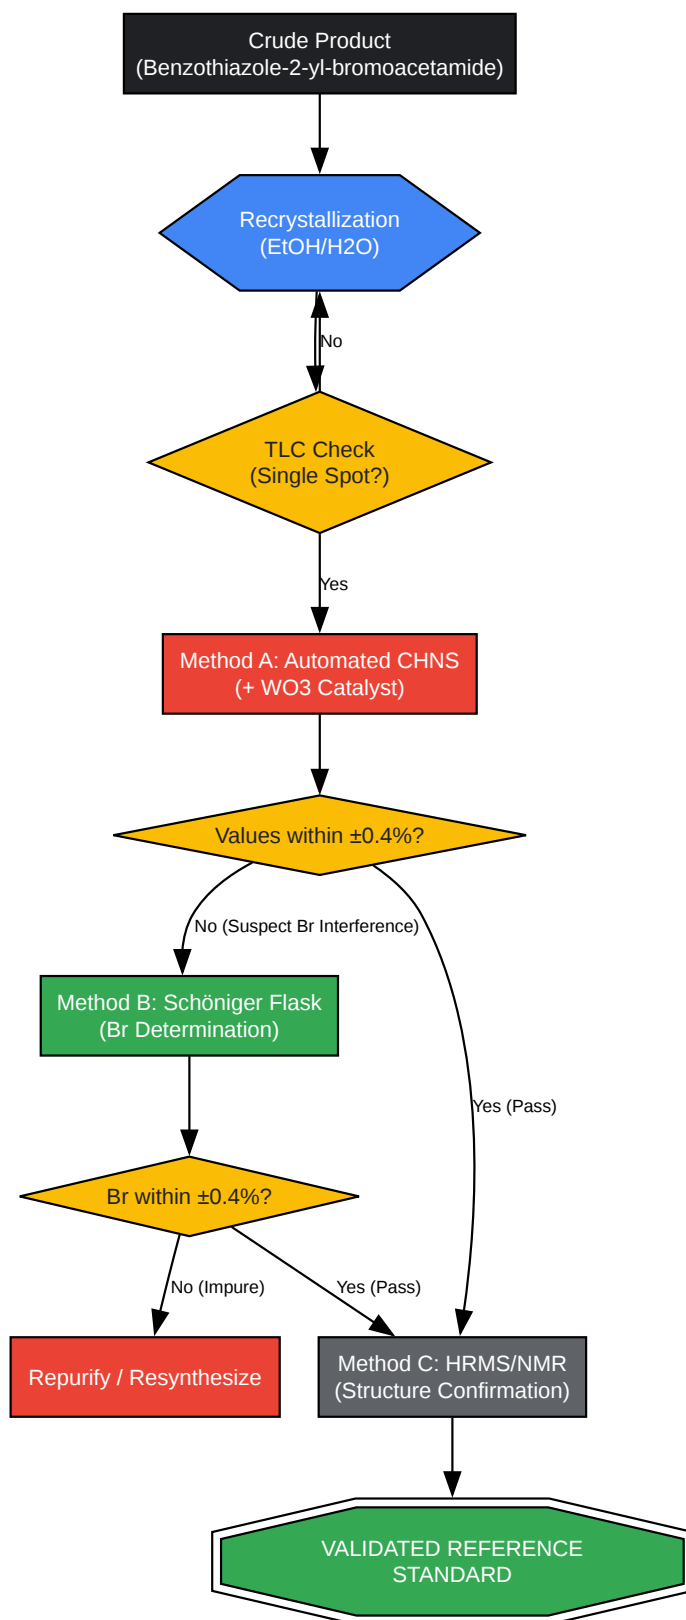 Crude Product
(Benzothiazole-2-yl-bromoacetamide)
Recrystallization
(EtOH/H2O)
No
TLC Check
(Single Spot?)
Yes
Method A: Automated CHNS
(+ WO3 Catalyst)
Values within ±0.4%?
No (Suspect Br Interference)
Method B: Schöniger Flask
(Br Determination)
Yes (Pass)
Br within ±0.4%?
No (Impure)
Yes (Pass)
Repurify / Resynthesize
Method C: HRMS/NMR
(Structure Confirmation)
VALIDATED REFERENCE
STANDARD